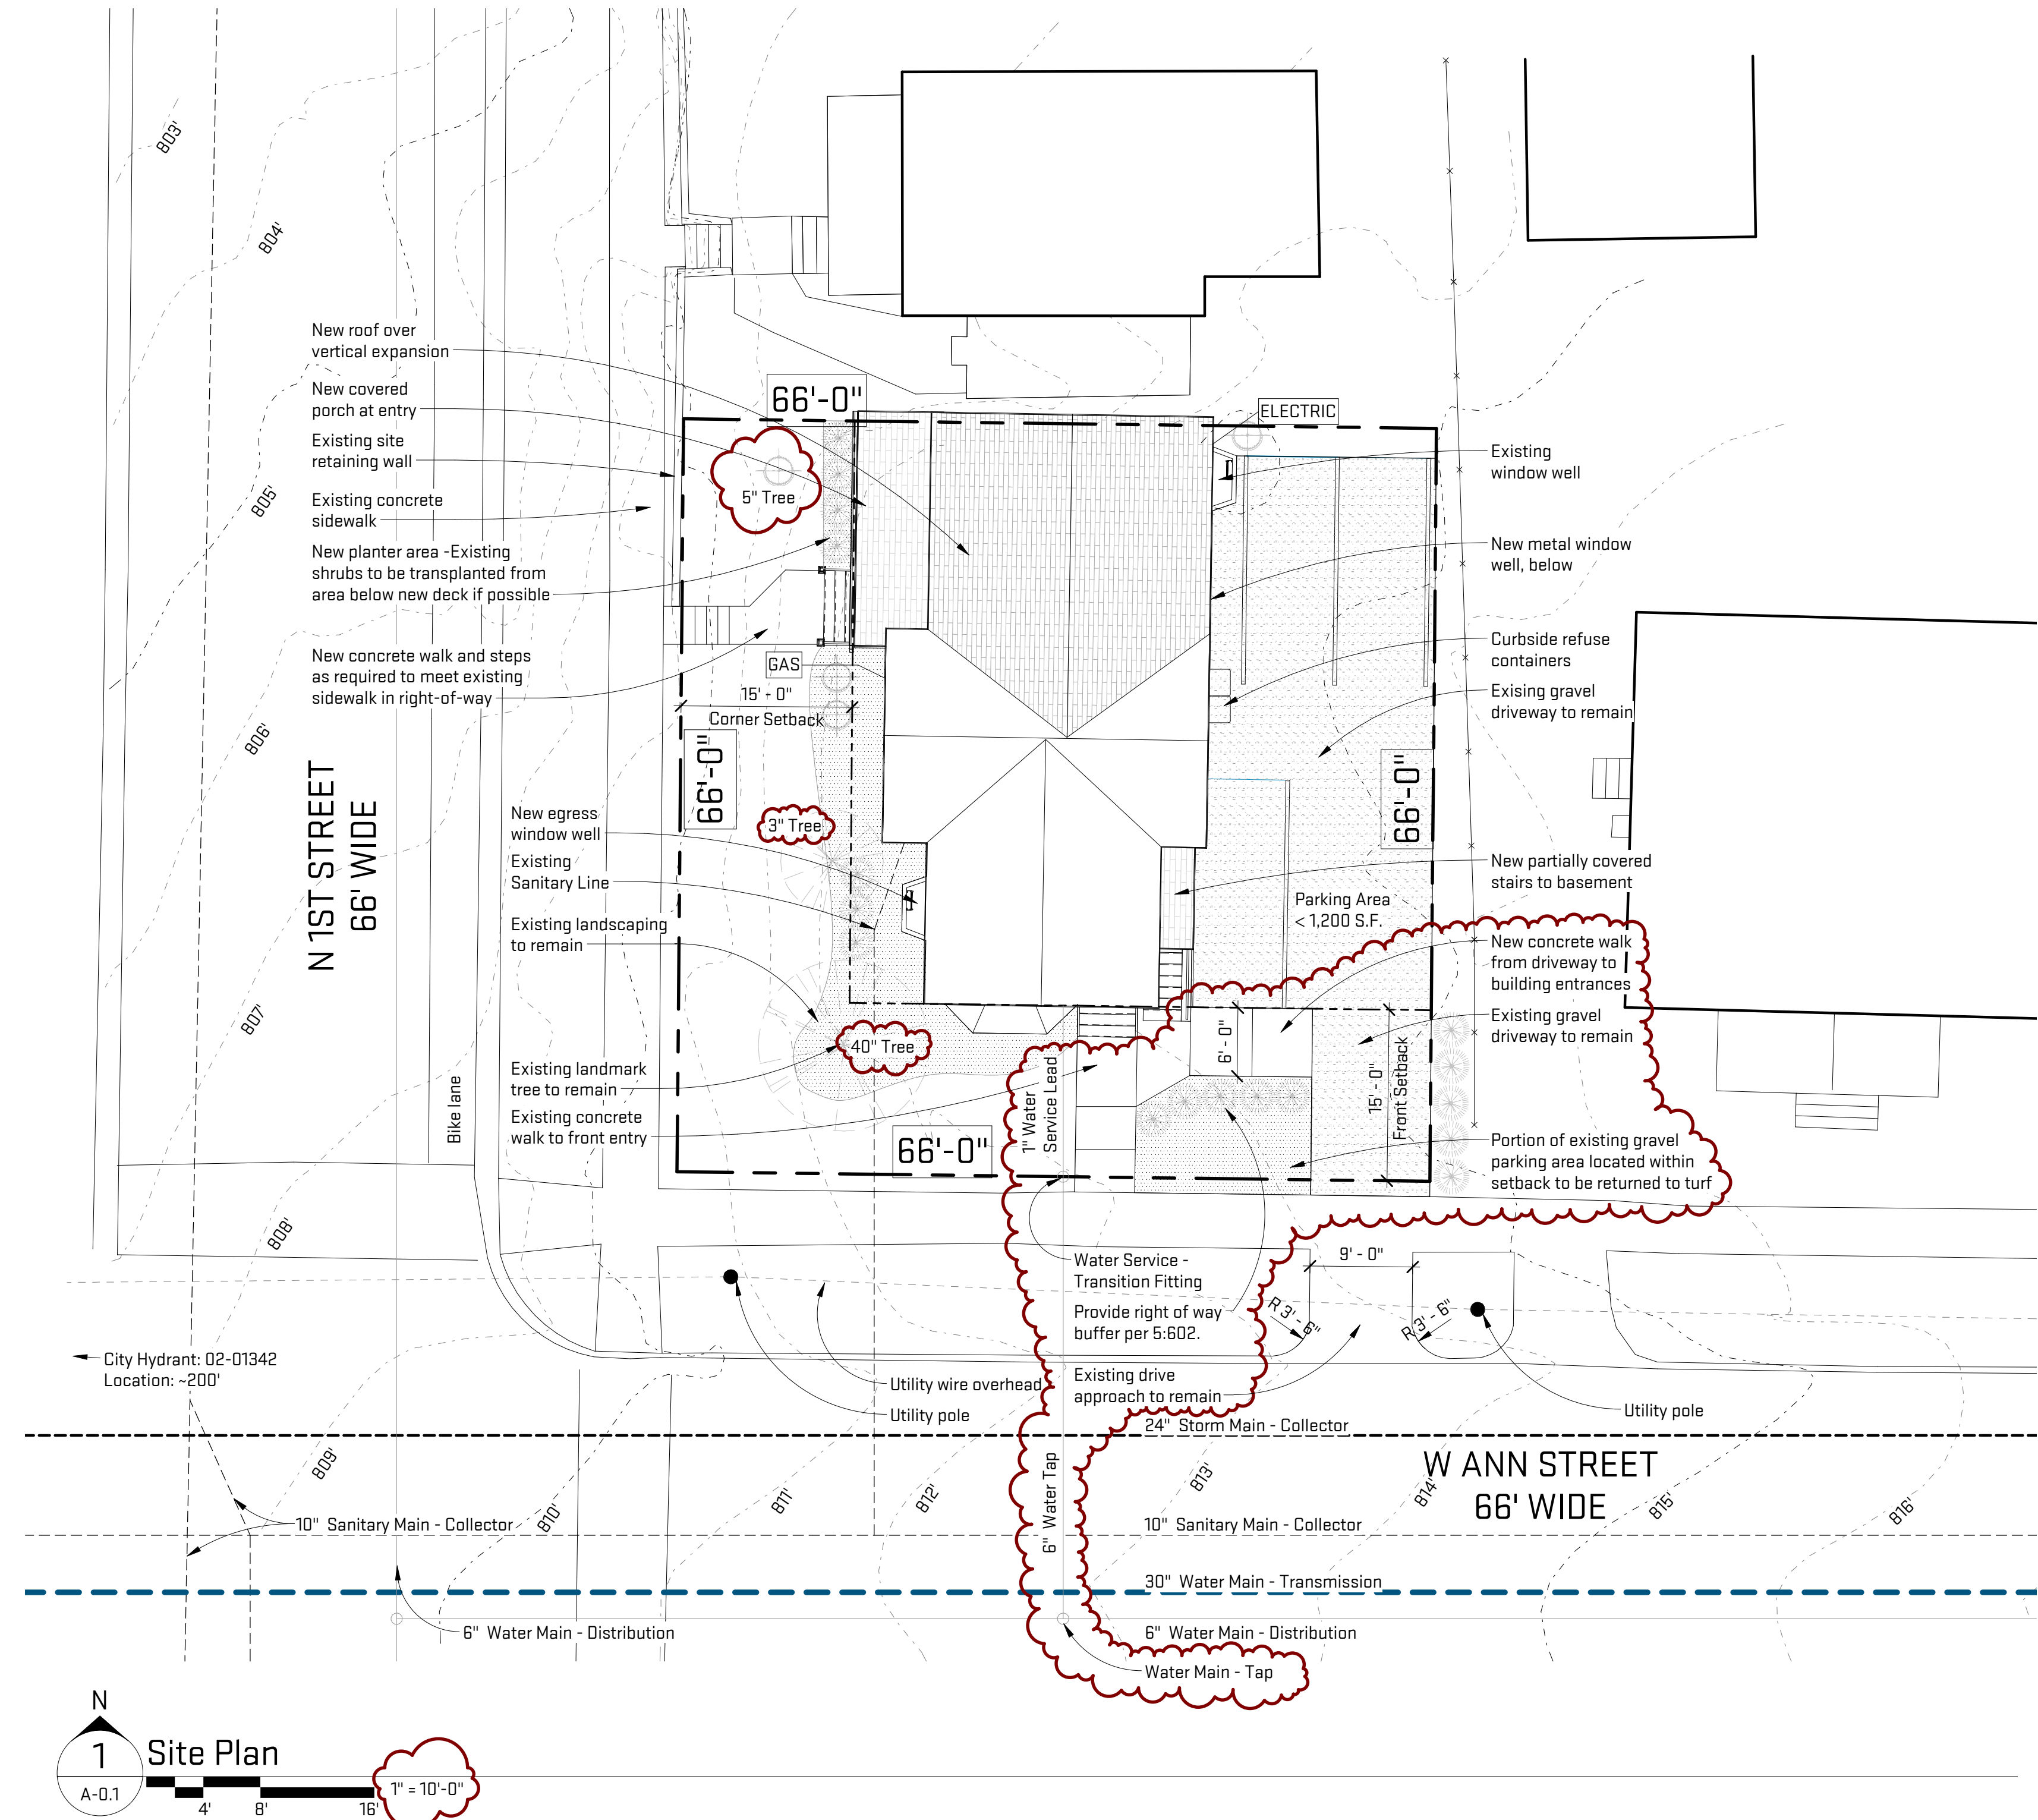 803'
804'
805'
806'
807'
808'
809'
810'
811'
812'
813'
814'
815'
816'
New roof over
vertical expansion
New covered
porch at entry
Existing site
retaining wall
Existing concrete
sidewalk
New planter area -Existing
shrubs to be transplanted from
area below new deck if possible
New concrete walk and steps
as required to meet existing
sidewalk in right-of-way
N 1ST STREET
66' WIDE
Bike lane
New egress
window well
Existing
Sanitary Line
Existing landscaping
to remain
Existing landmark
tree to remain
Existing concrete
walk to front entry
66'-0"
5" Tree
GAS
15' - 0"
Corner Setback
66'-0"
3" Tree
40" Tree
66'-0"
ELECTRIC
Existing
window well
New metal window
well, below
Curbside refuse
containers
Exising gravel
driveway to remain
66'-0"
New partially covered
stairs to basement
Parking Area
< 1,200 S.F.
New concrete walk
from driveway to
building entrances
Existing gravel
driveway to remain
6' - 0"
15' - 0"
Front Setback
1" Water
Service Lead
Portion of existing gravel
parking area located within
setback to be returned to turf
Water Service -
Transition Fitting
Provide right of way
buffer per 5:602.
9' - 0"
R 3' - 6"
R 3' - 6"
Existing drive
approach to remain
Utility wire overhead
Utility pole
Utility pole
City Hydrant: 02-01342
Location: ~200'
24" Storm Main - Collector
W ANN STREET
66' WIDE
6" Water Tap
10" Sanitary Main - Collector
10" Sanitary Main - Collector
30" Water Main - Transmission
6" Water Main - Distribution
6" Water Main - Distribution
Water Main - Tap
N
1
A-0.1
Site Plan
4'
8'
16'
1" = 10'-0"